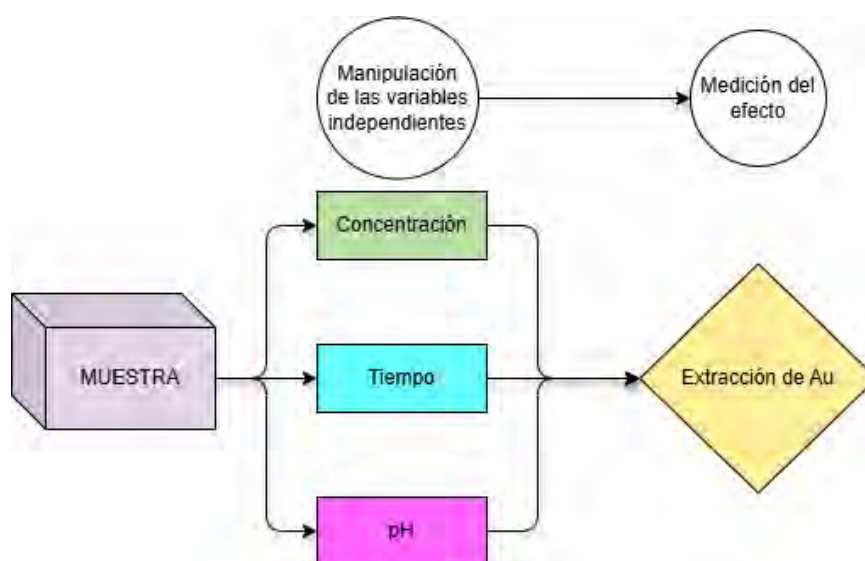 Manipulación
de las variables
independientes
Medición del
efecto
Concentración
MUESTRA
Tiempo
Extracción de Au
pH